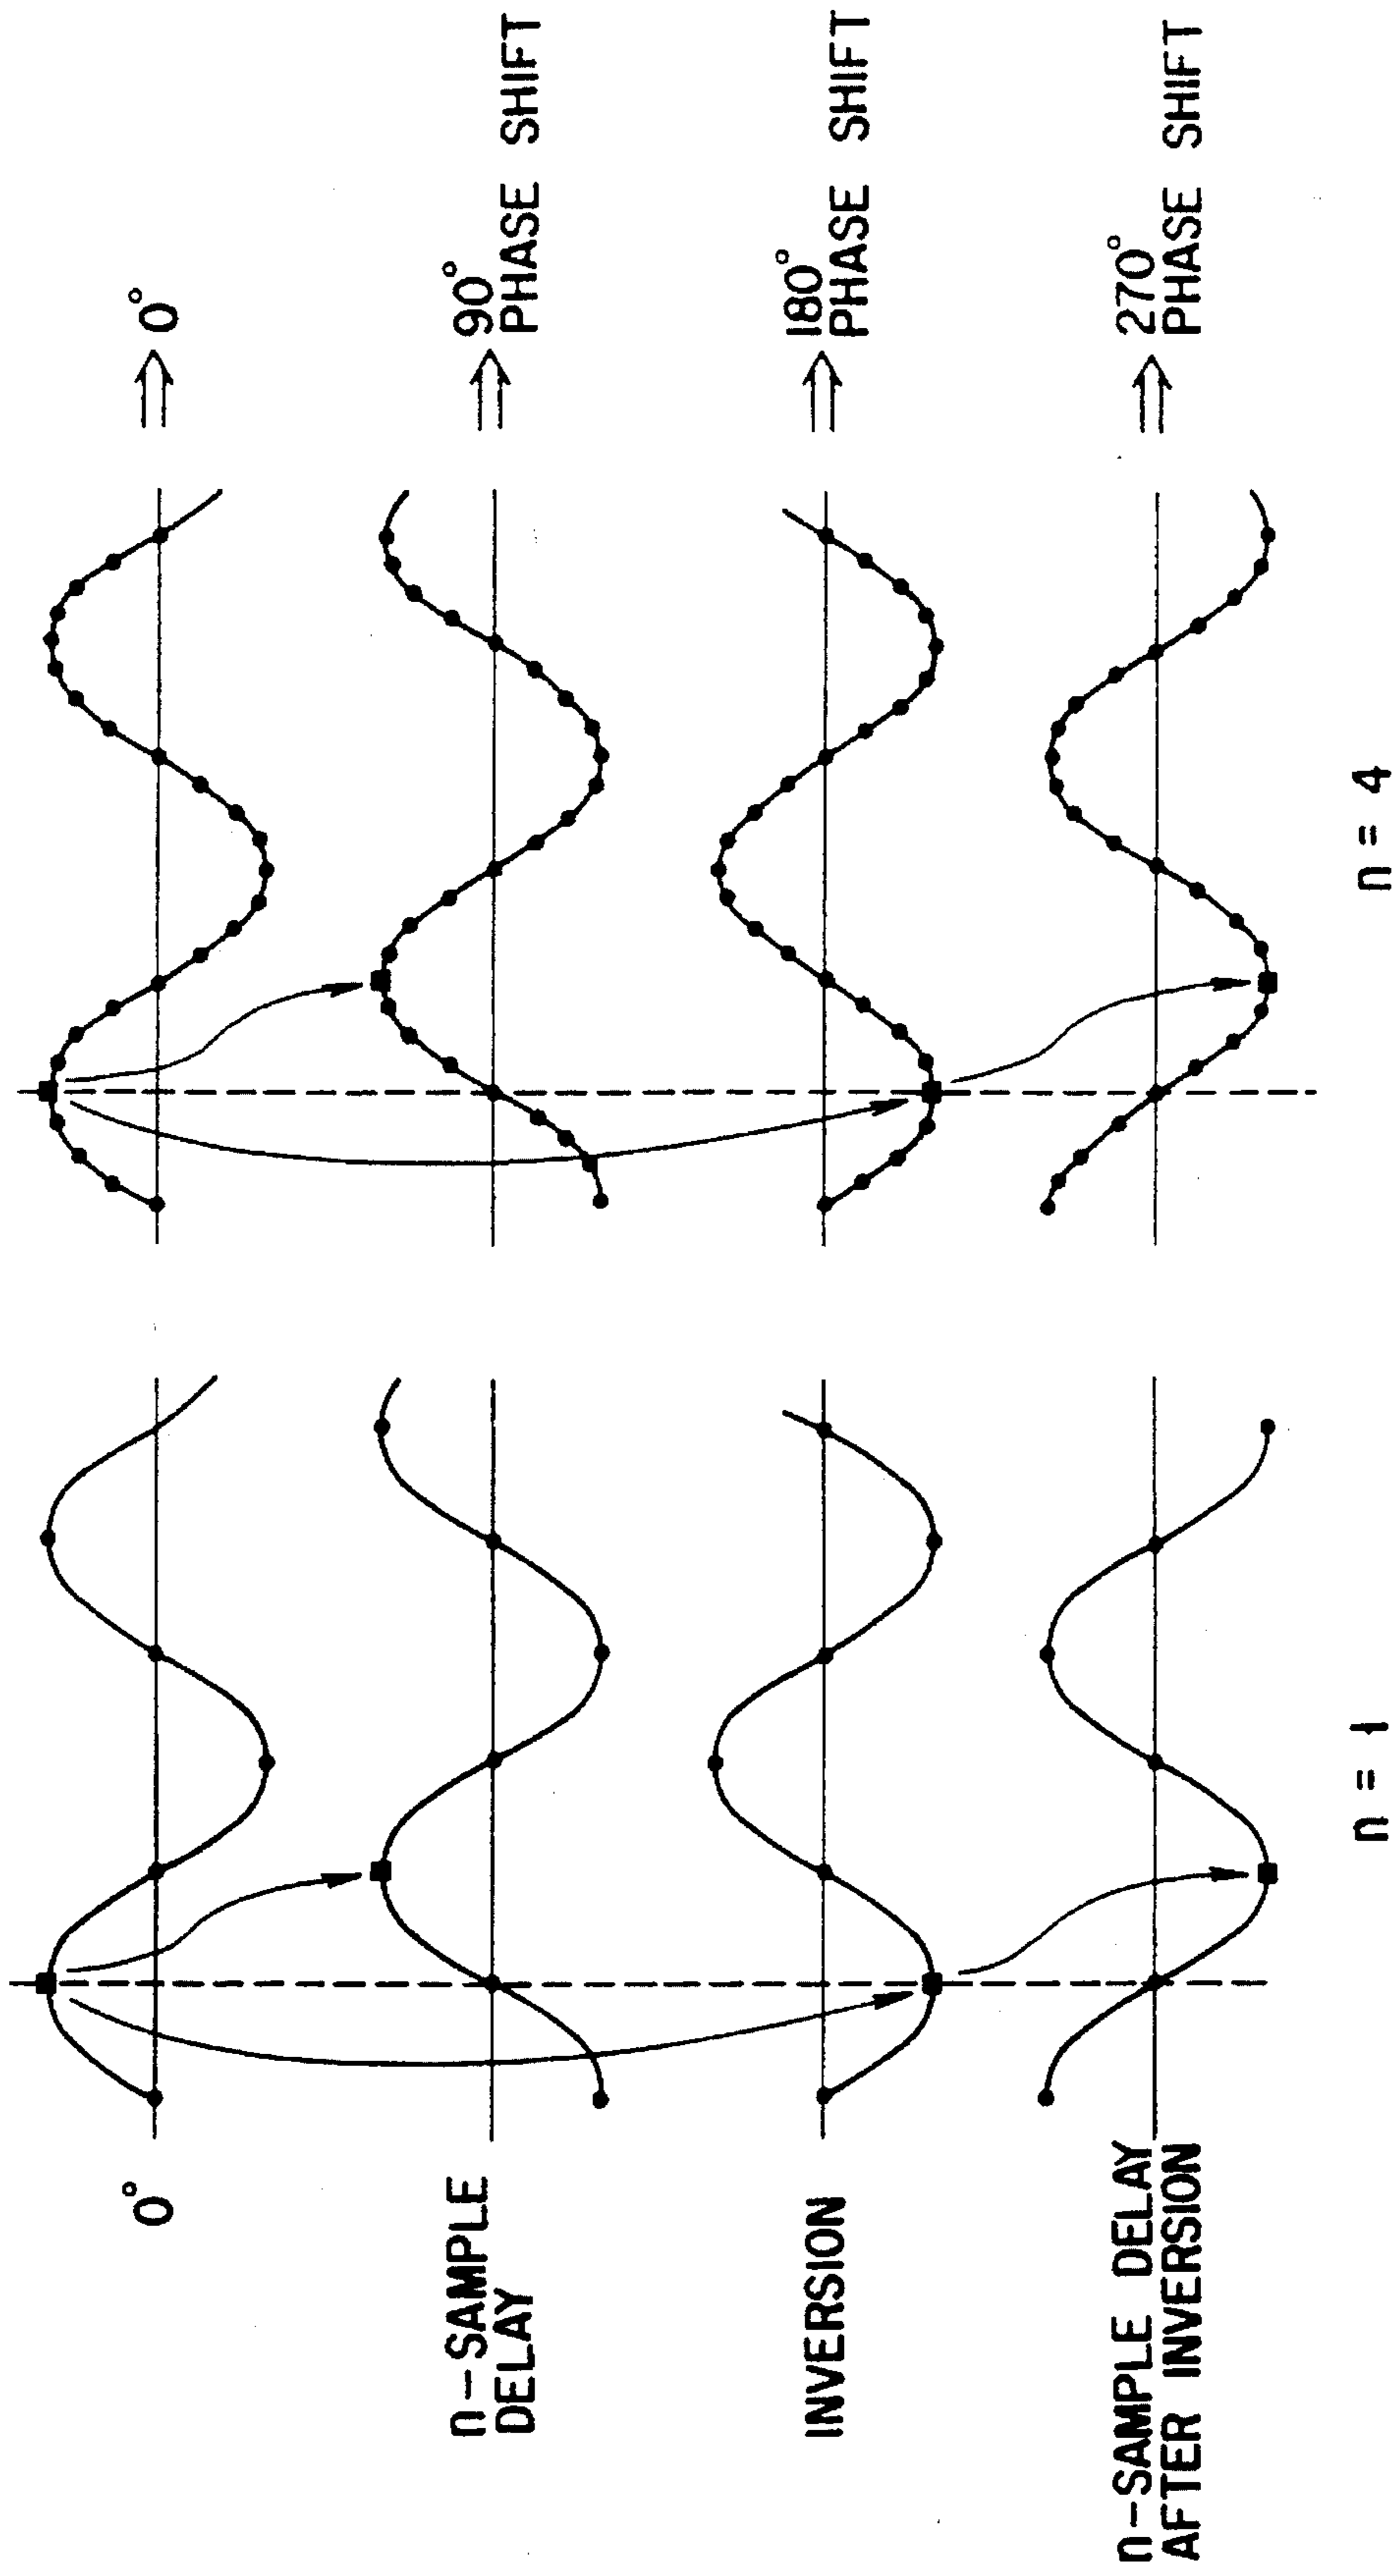 0°
n-SAMPLE
DELAY
INVERSION
n-SAMPLE DELAY
AFTER INVERSION
0°
90°
PHASE SHIFT
180°
PHASE SHIFT
270°
PHASE SHIFT
n = 1
n = 4